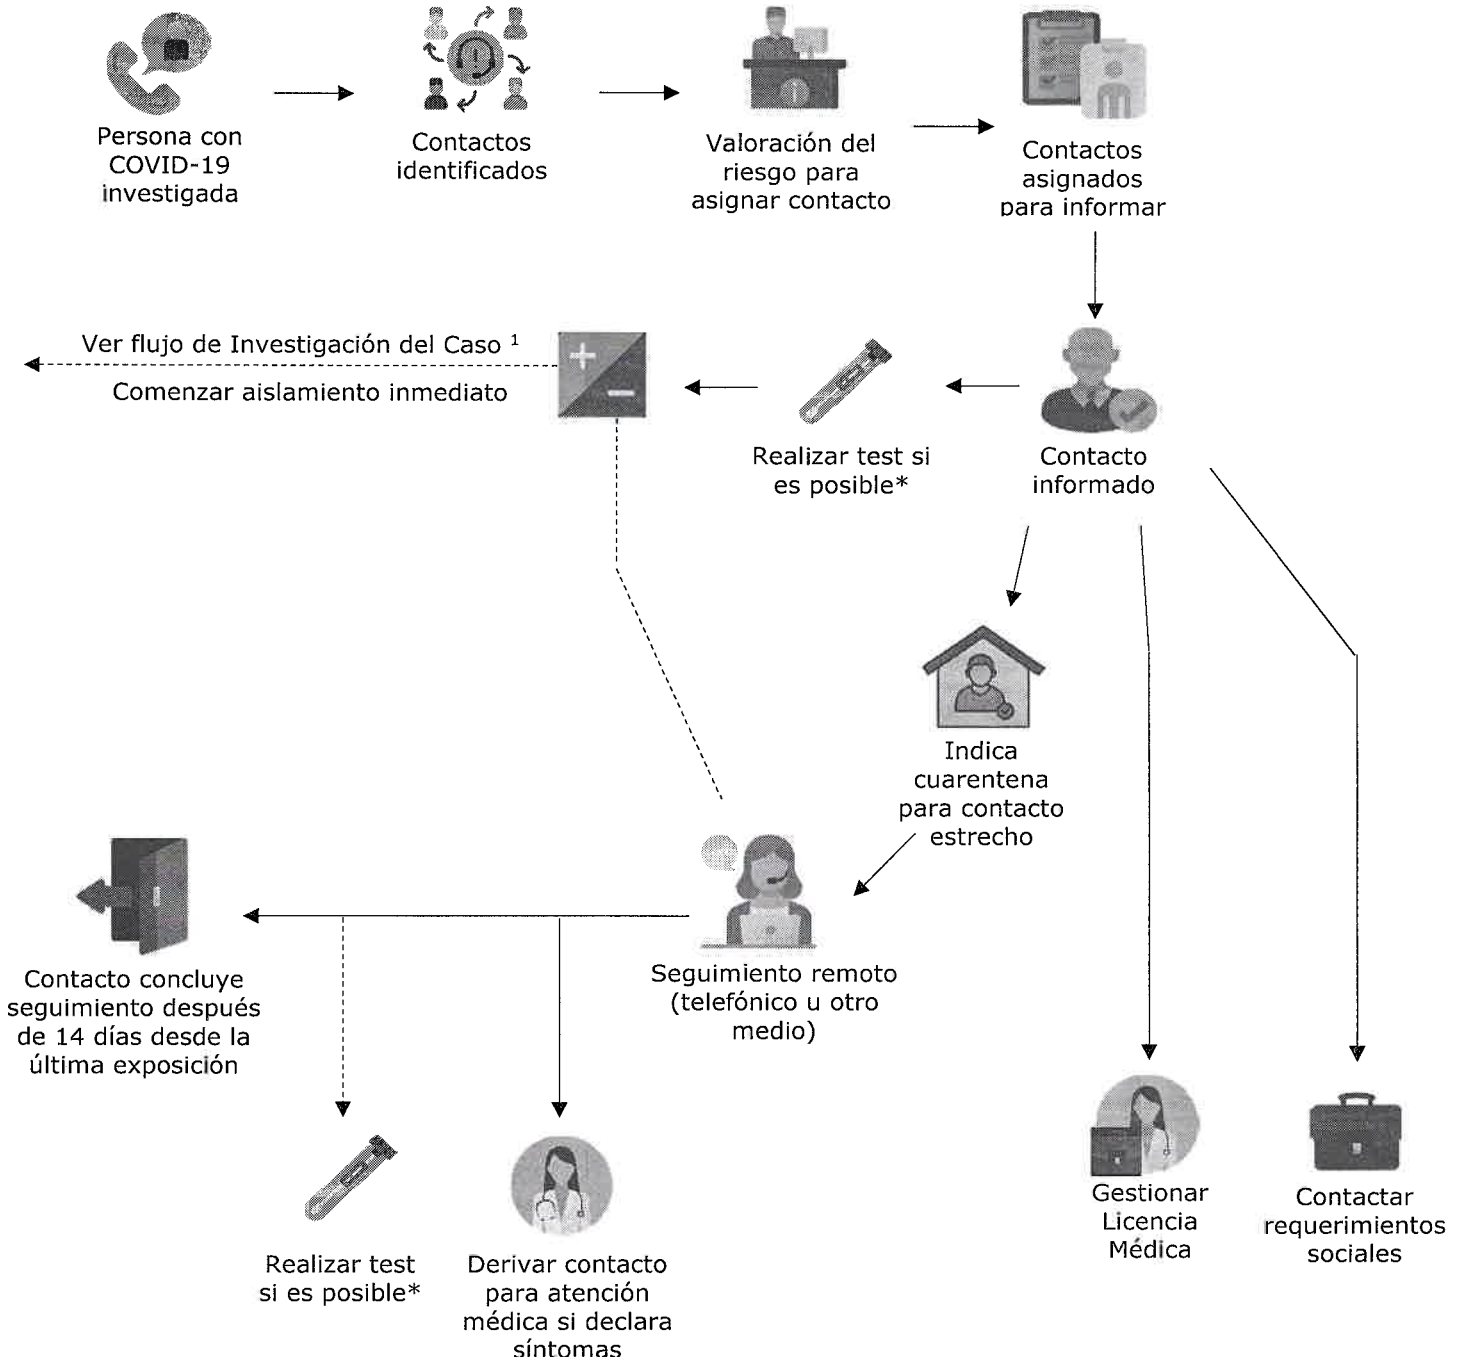 Persona con
COVID-19
investigada
Contactos
identificados
Valoración del
riesgo para
asignar contacto
Contactos
asignados
para informar
Ver flujo de Investigación del Caso ¹
Comenzar aislamiento inmediato
Realizar test si
es posible*
Contacto
informado
Indica
cuarentena
para contacto
estrecho
Contacto concluye
seguimiento después
de 14 días desde la
última exposición
Seguimiento remoto
(telefónico u otro
medio)
Realizar test
si es posible*
Derivar contacto
para atención
médica si declara
síntomas
Gestionar
Licencia
Médica
Contactar
requerimientos
sociales